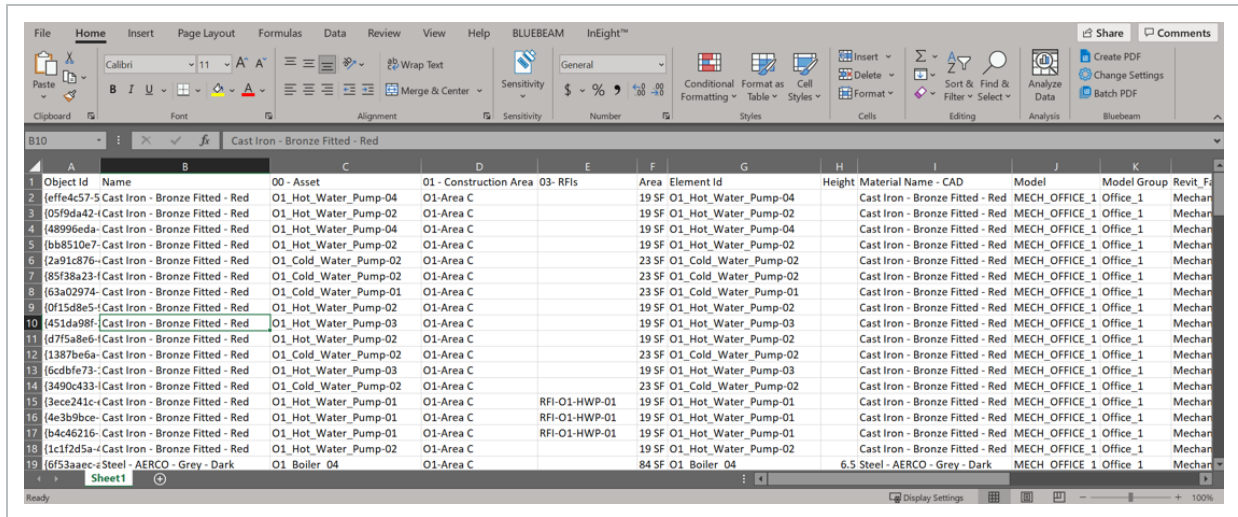 File Home Insert Page Layout Formulas Data Review View Help BLUEBEAM InEight™ Share Comments
Paste Calibri 11 A^ A˅ Wrap Text Sensitivity General Conditional Formatting Format as Table Cell Styles Insert Σ Sort & Filter Find & Select Analyze Data Create PDF
B I U A Merge & Center $ % 9 Delete Change Settings
Format Batch PDF
Clipboard Font Alignment Sensitivity Number Styles Cells Editing Analysis Bluebeam
B10 fx Cast Iron - Bronze Fitted - Red
A B C D E F G H I J K
1 Object Id Name 00 - Asset 01 - Construction Area 03- RFIs Area Element Id Height Material Name - CAD Model Model Group Revit_Fa
2 {effe4c57-5 Cast Iron - Bronze Fitted - Red O1_Hot_Water_Pump-04 O1-Area C 19 SF O1_Hot_Water_Pump-04 Cast Iron - Bronze Fitted - Red MECH_OFFICE_1 Office_1 Mechan
3 {05f9da42-( Cast Iron - Bronze Fitted - Red O1_Hot_Water_Pump-02 O1-Area C 19 SF O1_Hot_Water_Pump-02 Cast Iron - Bronze Fitted - Red MECH_OFFICE_1 Office_1 Mechan
4 {48996eda- Cast Iron - Bronze Fitted - Red O1_Hot_Water_Pump-04 O1-Area C 19 SF O1_Hot_Water_Pump-04 Cast Iron - Bronze Fitted - Red MECH_OFFICE_1 Office_1 Mechan
5 {bb8510e7- Cast Iron - Bronze Fitted - Red O1_Hot_Water_Pump-02 O1-Area C 19 SF O1_Hot_Water_Pump-02 Cast Iron - Bronze Fitted - Red MECH_OFFICE_1 Office_1 Mechan
6 {2a91c876- Cast Iron - Bronze Fitted - Red O1_Cold_Water_Pump-02 O1-Area C 23 SF O1_Cold_Water_Pump-02 Cast Iron - Bronze Fitted - Red MECH_OFFICE_1 Office_1 Mechan
7 {85f38a23-f Cast Iron - Bronze Fitted - Red O1_Cold_Water_Pump-02 O1-Area C 23 SF O1_Cold_Water_Pump-02 Cast Iron - Bronze Fitted - Red MECH_OFFICE_1 Office_1 Mechan
8 {63a02974- Cast Iron - Bronze Fitted - Red O1_Cold_Water_Pump-01 O1-Area C 23 SF O1_Cold_Water_Pump-01 Cast Iron - Bronze Fitted - Red MECH_OFFICE_1 Office_1 Mechan
9 {0f15d8e5- Cast Iron - Bronze Fitted - Red O1_Hot_Water_Pump-02 O1-Area C 19 SF O1_Hot_Water_Pump-02 Cast Iron - Bronze Fitted - Red MECH_OFFICE_1 Office_1 Mechan
10 {451da98f- Cast Iron - Bronze Fitted - Red O1_Hot_Water_Pump-03 O1-Area C 19 SF O1_Hot_Water_Pump-03 Cast Iron - Bronze Fitted - Red MECH_OFFICE_1 Office_1 Mechan
11 {d7f5a8e6- Cast Iron - Bronze Fitted - Red O1_Hot_Water_Pump-02 O1-Area C 19 SF O1_Hot_Water_Pump-02 Cast Iron - Bronze Fitted - Red MECH_OFFICE_1 Office_1 Mechan
12 {1387be6a- Cast Iron - Bronze Fitted - Red O1_Cold_Water_Pump-02 O1-Area C 23 SF O1_Cold_Water_Pump-02 Cast Iron - Bronze Fitted - Red MECH_OFFICE_1 Office_1 Mechan
13 {6cdbfe73- Cast Iron - Bronze Fitted - Red O1_Hot_Water_Pump-03 O1-Area C 19 SF O1_Hot_Water_Pump-03 Cast Iron - Bronze Fitted - Red MECH_OFFICE_1 Office_1 Mechan
14 {3490c433- Cast Iron - Bronze Fitted - Red O1_Cold_Water_Pump-02 O1-Area C 23 SF O1_Cold_Water_Pump-02 Cast Iron - Bronze Fitted - Red MECH_OFFICE_1 Office_1 Mechan
15 {3ece241c- Cast Iron - Bronze Fitted - Red O1_Hot_Water_Pump-01 O1-Area C RFI-O1-HWP-01 19 SF O1_Hot_Water_Pump-01 Cast Iron - Bronze Fitted - Red MECH_OFFICE_1 Office_1 Mechan
16 {4e3b9bce- Cast Iron - Bronze Fitted - Red O1_Hot_Water_Pump-01 O1-Area C RFI-O1-HWP-01 19 SF O1_Hot_Water_Pump-01 Cast Iron - Bronze Fitted - Red MECH_OFFICE_1 Office_1 Mechan
17 {b4c46216- Cast Iron - Bronze Fitted - Red O1_Hot_Water_Pump-01 O1-Area C RFI-O1-HWP-01 19 SF O1_Hot_Water_Pump-01 Cast Iron - Bronze Fitted - Red MECH_OFFICE_1 Office_1 Mechan
18 {1c1f2d5a- Cast Iron - Bronze Fitted - Red O1_Hot_Water_Pump-02 O1-Area C 19 SF O1_Hot_Water_Pump-02 Cast Iron - Bronze Fitted - Red MECH_OFFICE_1 Office_1 Mechan
19 {6f53aaec- Steel - AERCO - Grey - Dark O1_Boiler_04 O1-Area C 84 SF O1_Boiler_04 6.5 Steel - AERCO - Grey - Dark MECH_OFFICE_1 Office_1 Mechan
Sheet1
Ready Display Settings 100%